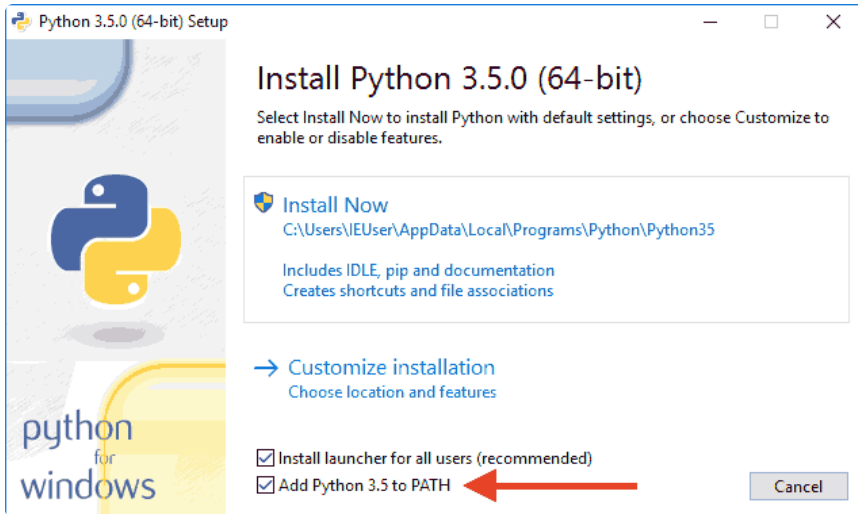 Python 3.5.0 (64-bit) Setup
Install Python 3.5.0 (64-bit)
Select Install Now to install Python with default settings, or choose Customize to
enable or disable features.
Install Now
C:\Users\IEUser\AppData\Local\Programs\Python\Python35
Includes IDLE, pip and documentation
Creates shortcuts and file associations
Customize installation
Choose location and features
python
for
windows
Install launcher for all users (recommended)
Add Python 3.5 to PATH
Cancel